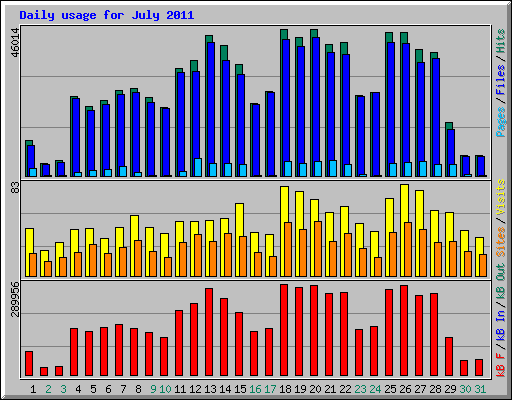 Daily usage for July 2011
46014
Pages / Files / Hits
83
Sites / Visits
289956
kB F / kB In / kB Out
1 2 3 4 5 6 7 8 9 10 11 12 13 14 15 16 17 18 19 20 21 22 23 24 25 26 27 28 29 30 31